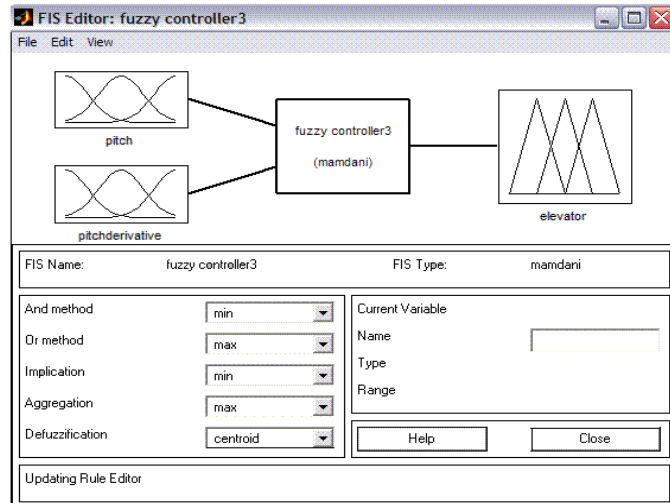 FIS Editor: fuzzy controller3
File Edit View
pitch
fuzzy controller3
(mamdani)
pitchderivative
elevator
FIS Name: fuzzy controller3 FIS Type: mamdani
And method min
Or method max
Implication min
Aggregation max
Defuzzification centroid
Current Variable
Name
Type
Range
Help Close
Updating Rule Editor